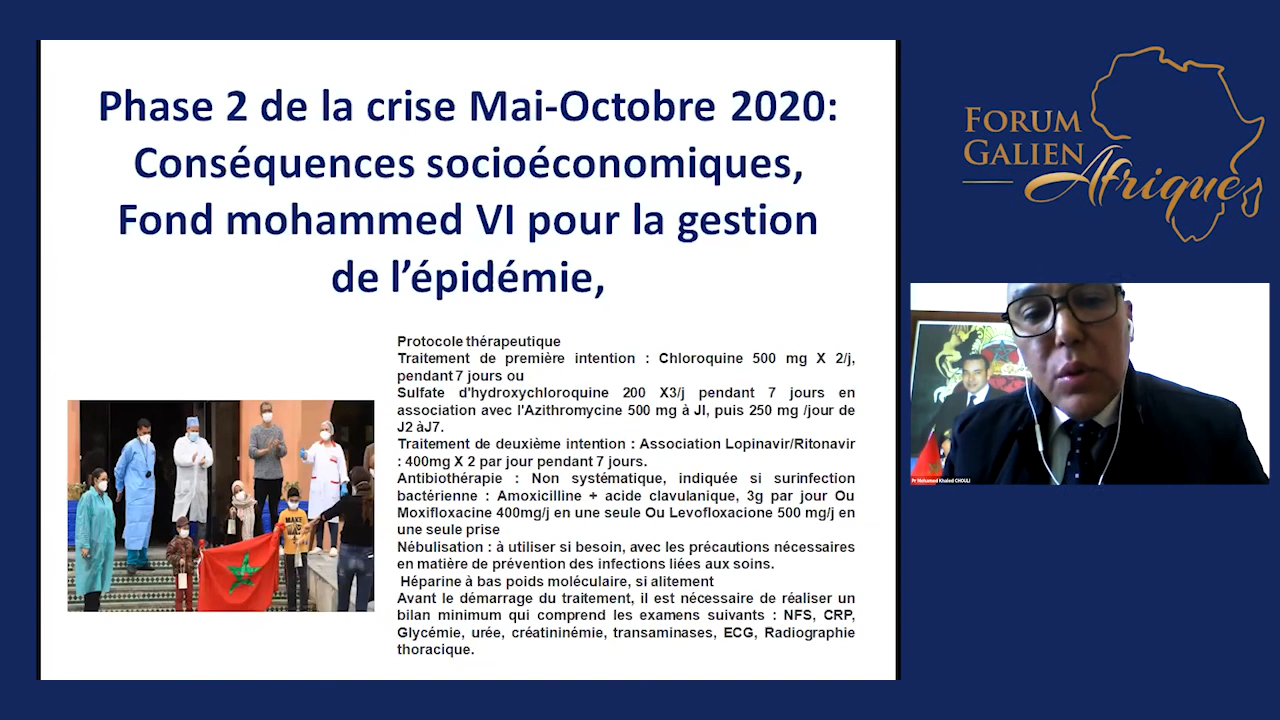 Phase 2 de la crise Mai-Octobre 2020:
Conséquences socioéconomiques,
Fond mohammed VI pour la gestion
de l’épidémie,
Protocole thérapeutique
Traitement de première intention : Chloroquine 500 mg X 2/j,
pendant 7 jours ou
Sulfate d'hydroxychloroquine 200 X3/j pendant 7 jours en
association avec l'Azithromycine 500 mg à JI, puis 250 mg /jour de
J2 àJ7.
Traitement de deuxième intention : Association Lopinavir/Ritonavir
: 400mg X 2 par jour pendant 7 jours.
Antibiothérapie : Non systématique, indiquée si surinfection
bactérienne : Amoxicilline + acide clavulanique, 3g par jour Ou
Moxifloxacine 400mg/j en une seule Ou Levofloxacione 500 mg/j en
une seule prise
Nébulisation : à utiliser si besoin, avec les précautions nécessaires
en matière de prévention des infections liées aux soins.
Héparine à bas poids moléculaire, si alitement
Avant le démarrage du traitement, il est nécessaire de réaliser un
bilan minimum qui comprend les examens suivants : NFS, CRP,
Glycémie, urée, créatininémie, transaminases, ECG, Radiographie
thoracique.
FORUM
GALIEN
Afrique
Pr Mohamed Khaled CHOULI